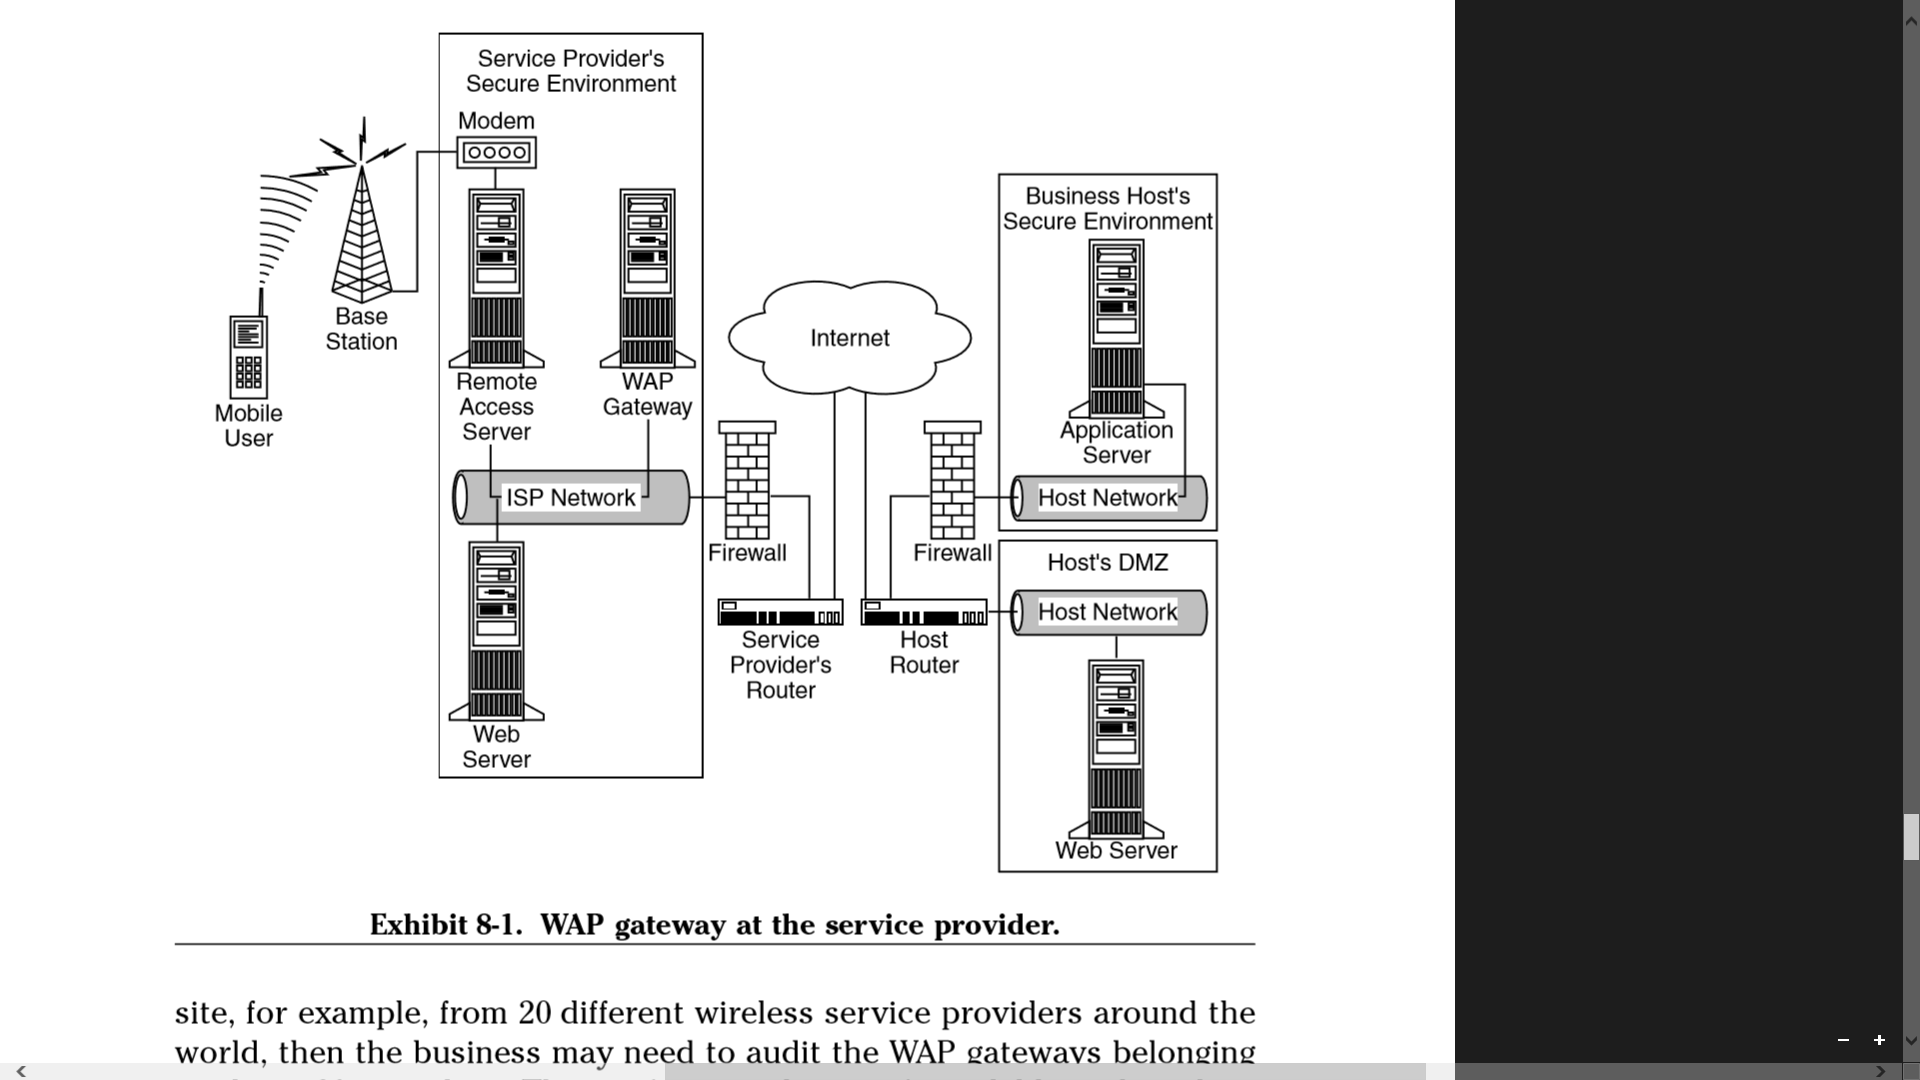 Service Provider's
Secure Environment
Modem
Business Host's
Secure Environment
Internet
Base
Station
Remote
Access
Server
WAP
Gateway
Mobile
User
Application
Server
ISP Network
Host Network
Firewall
Firewall
Host's DMZ
Host Network
Service
Provider's
Router
Host
Router
Web
Server
Web Server
Exhibit 8-1. WAP gateway at the service provider.
site, for example, from 20 different wireless service providers around the
world, then the business may need to audit the WAP gateways belonging